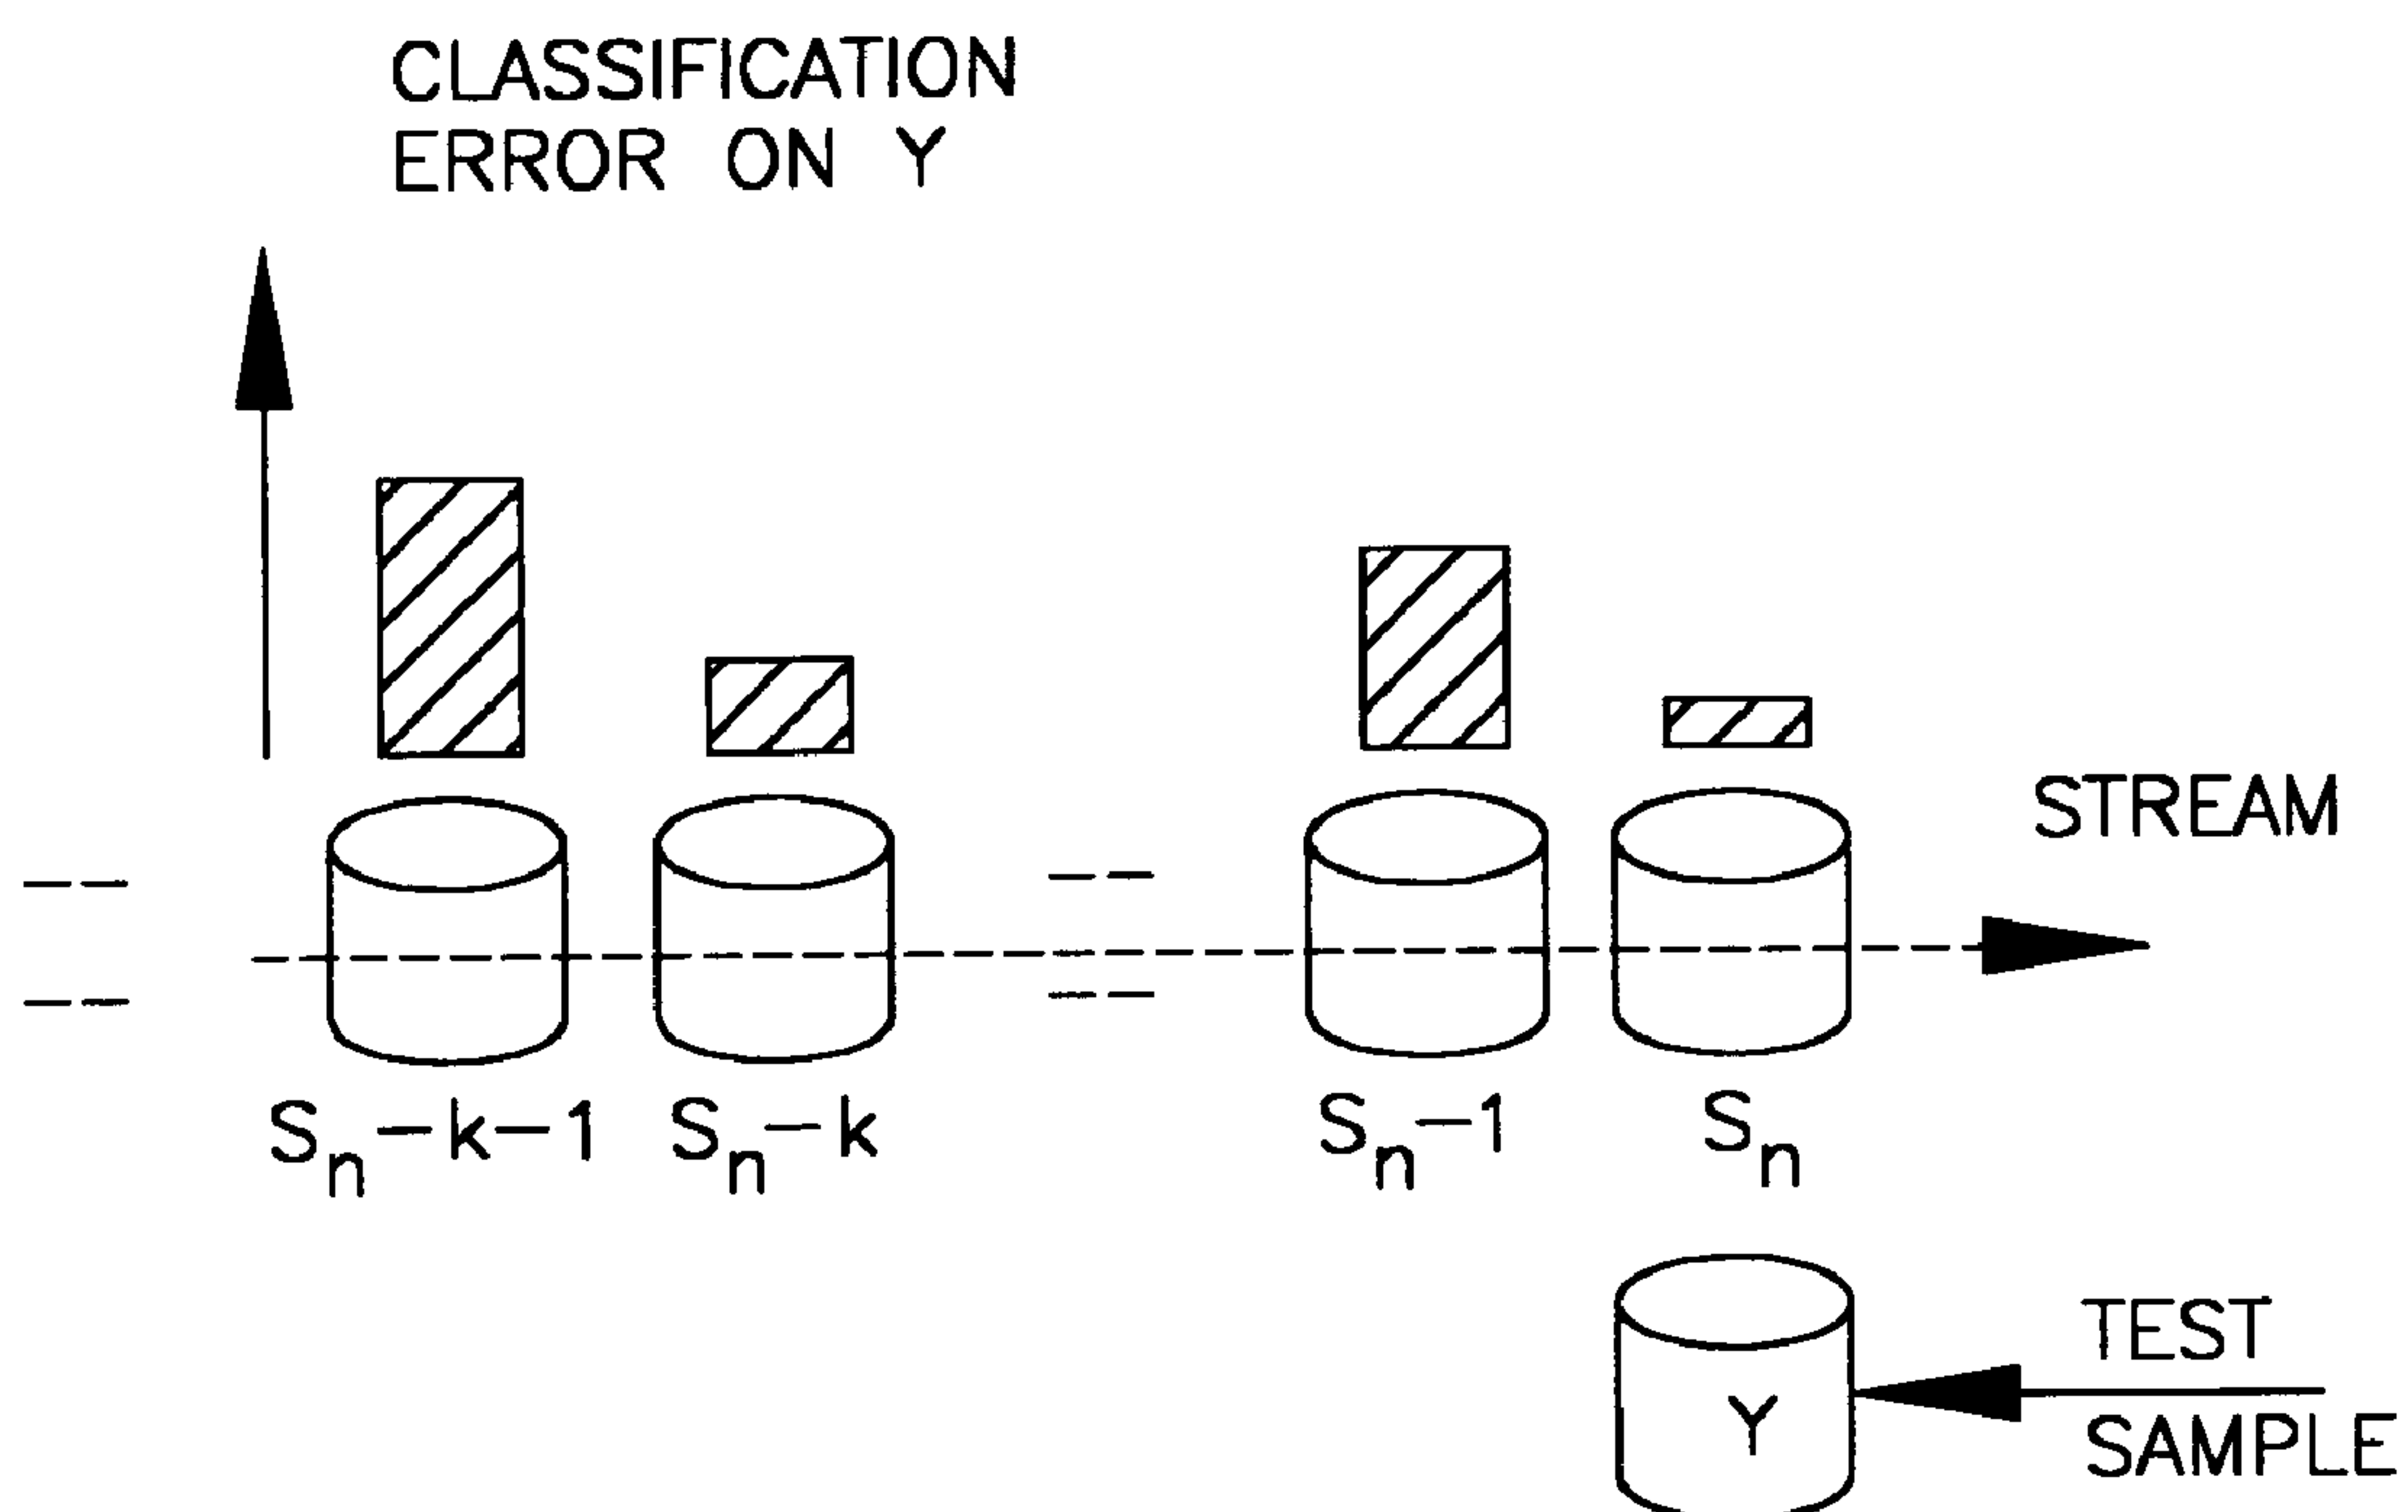 CLASSIFICATION
ERROR ON Y
STREAM
Sn-k-1 Sn-k Sn-1 Sn
TEST
Y
SAMPLE